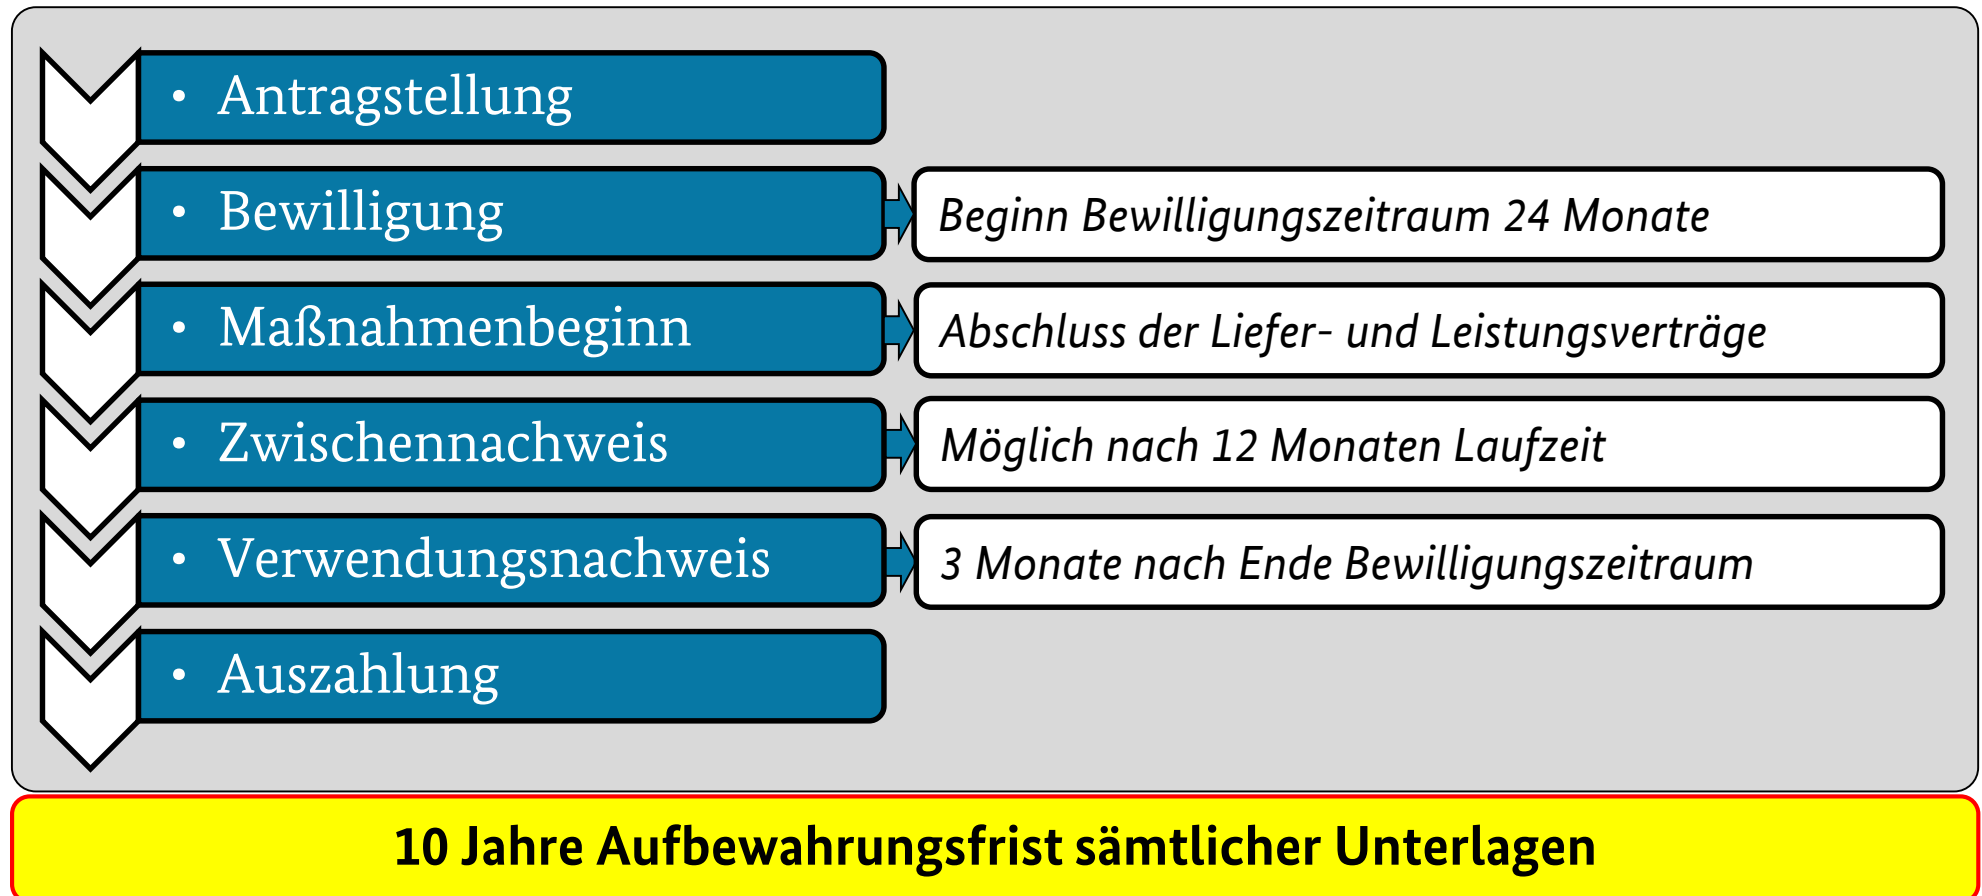 • Antragstellung
• Bewilligung
Beginn Bewilligungszeitraum 24 Monate
• Maßnahmenbeginn
Abschluss der Liefer- und Leistungsverträge
• Zwischennachweis
Möglich nach 12 Monaten Laufzeit
• Verwendungsnachweis
3 Monate nach Ende Bewilligungszeitraum
• Auszahlung
10 Jahre Aufbewahrungsfrist sämtlicher Unterlagen